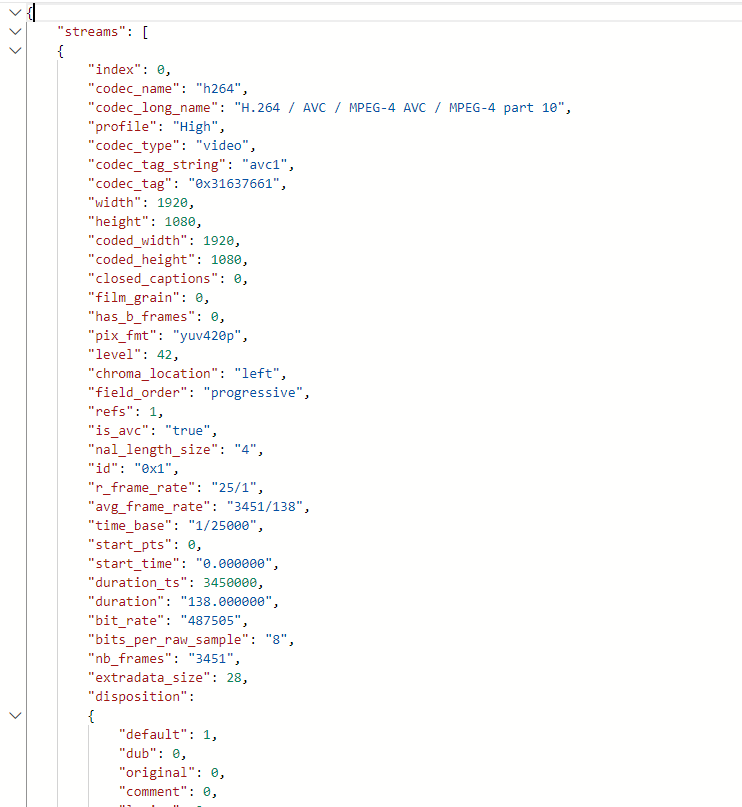 {
"streams": [
{
"index": 0,
"codec_name": "h264",
"codec_long_name": "H.264 / AVC / MPEG-4 AVC / MPEG-4 part 10",
"profile": "High",
"codec_type": "video",
"codec_tag_string": "avc1",
"codec_tag": "0x31637661",
"width": 1920,
"height": 1080,
"coded_width": 1920,
"coded_height": 1080,
"closed_captions": 0,
"film_grain": 0,
"has_b_frames": 0,
"pix_fmt": "yuv420p",
"level": 42,
"chroma_location": "left",
"field_order": "progressive",
"refs": 1,
"is_avc": "true",
"nal_length_size": "4",
"id": "0x1",
"r_frame_rate": "25/1",
"avg_frame_rate": "3451/138",
"time_base": "1/25000",
"start_pts": 0,
"start_time": "0.000000",
"duration_ts": 3450000,
"duration": "138.000000",
"bit_rate": "487505",
"bits_per_raw_sample": "8",
"nb_frames": "3451",
"extradata_size": 28,
"disposition":
{
"default": 1,
"dub": 0,
"original": 0,
"comment": 0,